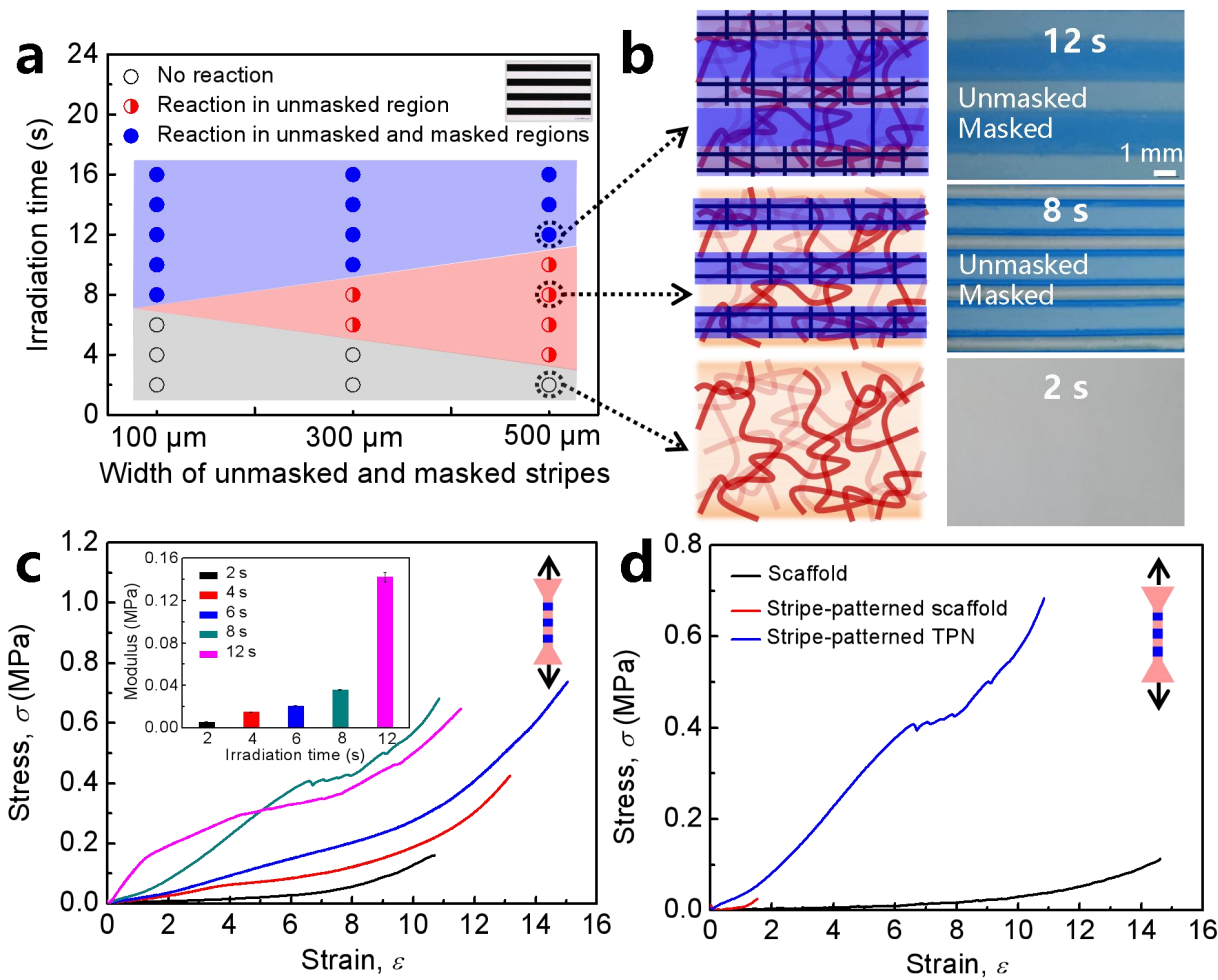 a
24
20
16
12
8
4
0
Irradiation time (s)
No reaction
Reaction in unmasked region
Reaction in unmasked and masked regions
100 μm
300 μm
500 μm
Width of unmasked and masked stripes
b
12 s
Unmasked
Masked
1 mm
8 s
Unmasked
Masked
2 s
c
1.2
1.0
0.8
0.6
0.4
0.2
0.0
Stress, σ (MPa)
0.16
0.12
0.08
0.04
0.00
Modulus (MPa)
2 s
4 s
6 s
8 s
12 s
2 4 6 8 12
Irradiation time (s)
0 2 4 6 8 10 12 14 16
Strain, ε
d
0.8
0.6
0.4
0.2
0.0
Stress, σ (MPa)
Scaffold
Stripe-patterned scaffold
Stripe-patterned TPN
0 2 4 6 8 10 12 14 16
Strain, ε